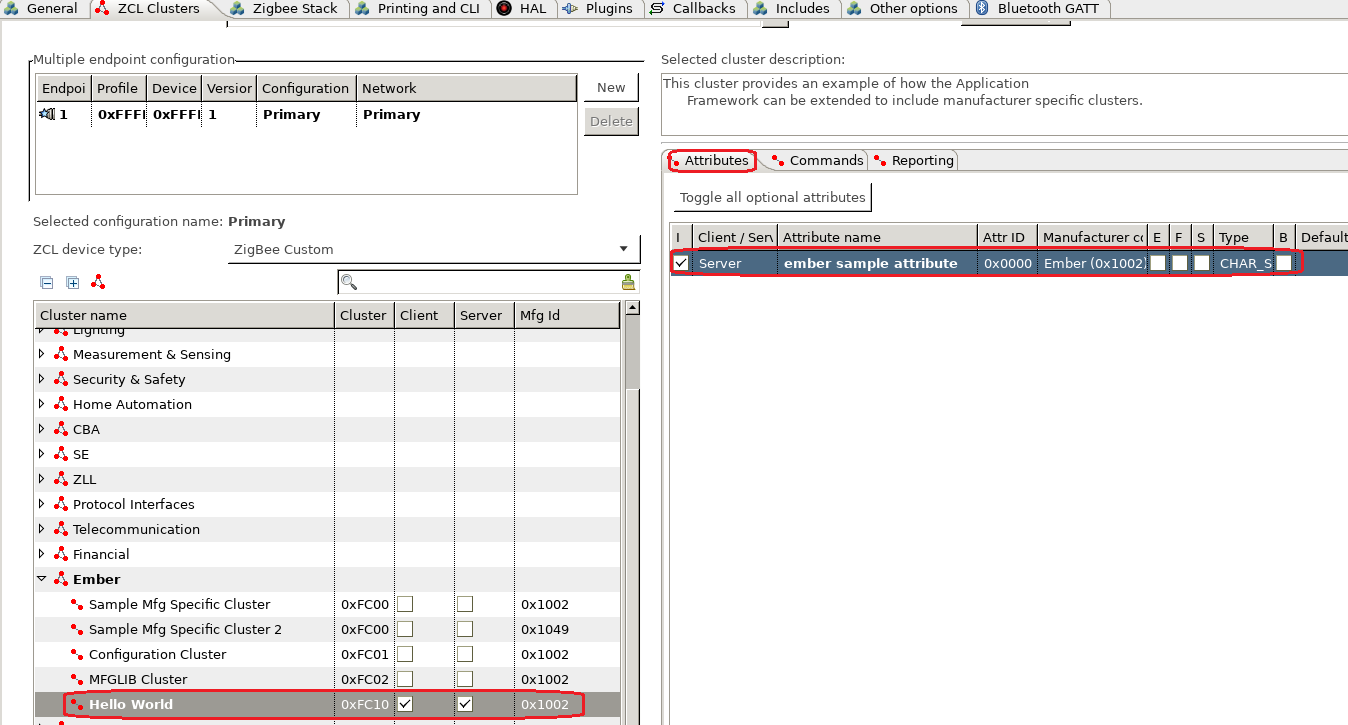 General ZCL Clusters Zigbee Stack Printing and CLI HAL Plugins Callbacks Includes Other options Bluetooth GATT
Multiple endpoint configuration
Endpoi Profile Device Version Configuration Network
1 0xFFF 0xFFF 1 Primary Primary
New
Delete
Selected configuration name: Primary
ZCL device type: ZigBee Custom
Cluster name Cluster Client Server Mfg Id
Lighting
Measurement & Sensing
Security & Safety
Home Automation
CBA
SE
ZLL
Protocol Interfaces
Telecommunication
Financial
Ember
Sample Mfg Specific Cluster 0xFC00 0x1002
Sample Mfg Specific Cluster 2 0xFC00 0x1049
Configuration Cluster 0xFC01 0x1002
MFGLIB Cluster 0xFC02 0x1002
Hello World 0xFC10 0x1002
Selected cluster description:
This cluster provides an example of how the Application
Framework can be extended to include manufacturer specific clusters.
Attributes Commands Reporting
Toggle all optional attributes
I Client / Serv Attribute name Attr ID Manufacturer co E F S Type B Default
Server ember sample attribute 0x0000 Ember (0x1002) CHAR_S